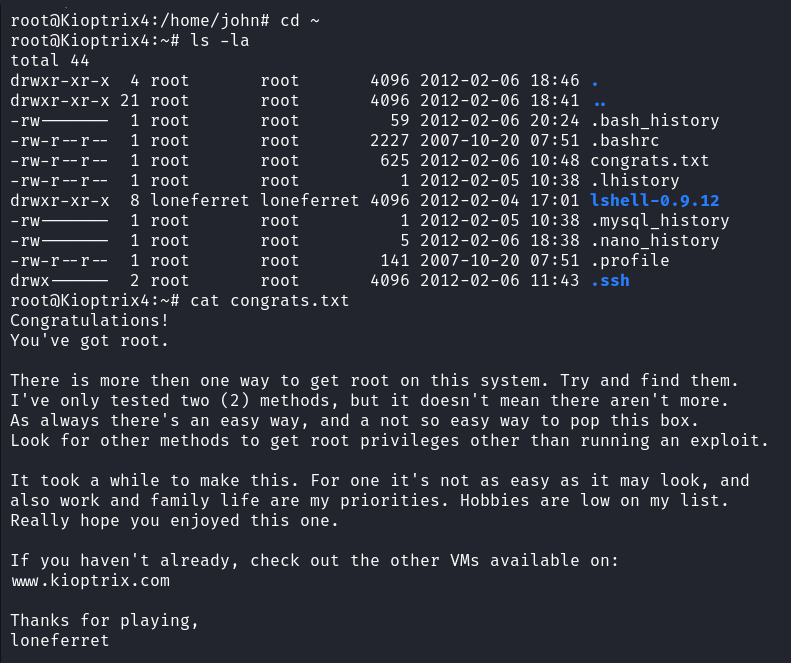 root@Kioptrix4:/home/john# cd ~
root@Kioptrix4:~# ls -la
total 44
drwxr-xr-x  4 root       root       4096 2012-02-06 18:46 .
drwxr-xr-x 21 root       root       4096 2012-02-06 18:41 ..
-rw-------  1 root       root         59 2012-02-06 20:24 .bash_history
-rw-r--r--  1 root       root       2227 2007-10-20 07:51 .bashrc
-rw-r--r--  1 root       root        625 2012-02-06 10:48 congrats.txt
-rw-r--r--  1 root       root          1 2012-02-05 10:38 .lhistory
drwxr-xr-x  8 loneferret loneferret 4096 2012-02-04 17:01 lshell-0.9.12
-rw-------  1 root       root          1 2012-02-05 10:38 .mysql_history
-rw-------  1 root       root          5 2012-02-06 18:38 .nano_history
-rw-r--r--  1 root       root        141 2007-10-20 07:51 .profile
drwx------  2 root       root       4096 2012-02-06 11:43 .ssh
root@Kioptrix4:~# cat congrats.txt
Congratulations!
You've got root.
There is more then one way to get root on this system. Try and find them.
I've only tested two (2) methods, but it doesn't mean there aren't more.
As always there's an easy way, and a not so easy way to pop this box.
Look for other methods to get root privileges other than running an exploit.
It took a while to make this. For one it's not as easy as it may look, and
also work and family life are my priorities. Hobbies are low on my list.
Really hope you enjoyed this one.
If you haven't already, check out the other VMs available on:
www.kioptrix.com
Thanks for playing,
loneferret